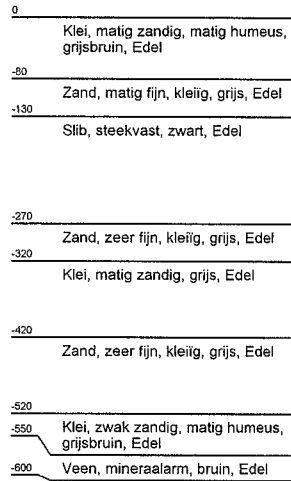 0
Klei, matig zandig, matig humeus,
grijsbruin, Edel
-80
Zand, matig fijn, kleiïg, grijs, Edel
-130
Slib, steekvast, zwart, Edel
-270
Zand, zeer fijn, kleiïg, grijs, Edel
-320
Klei, matig zandig, grijs, Edel
-420
Zand, zeer fijn, kleiïg, grijs, Edel
-520
Klei, zwak zandig, matig humeus,
-550
grijsbruin, Edel
-600
Veen, mineraalarm, bruin, Edel